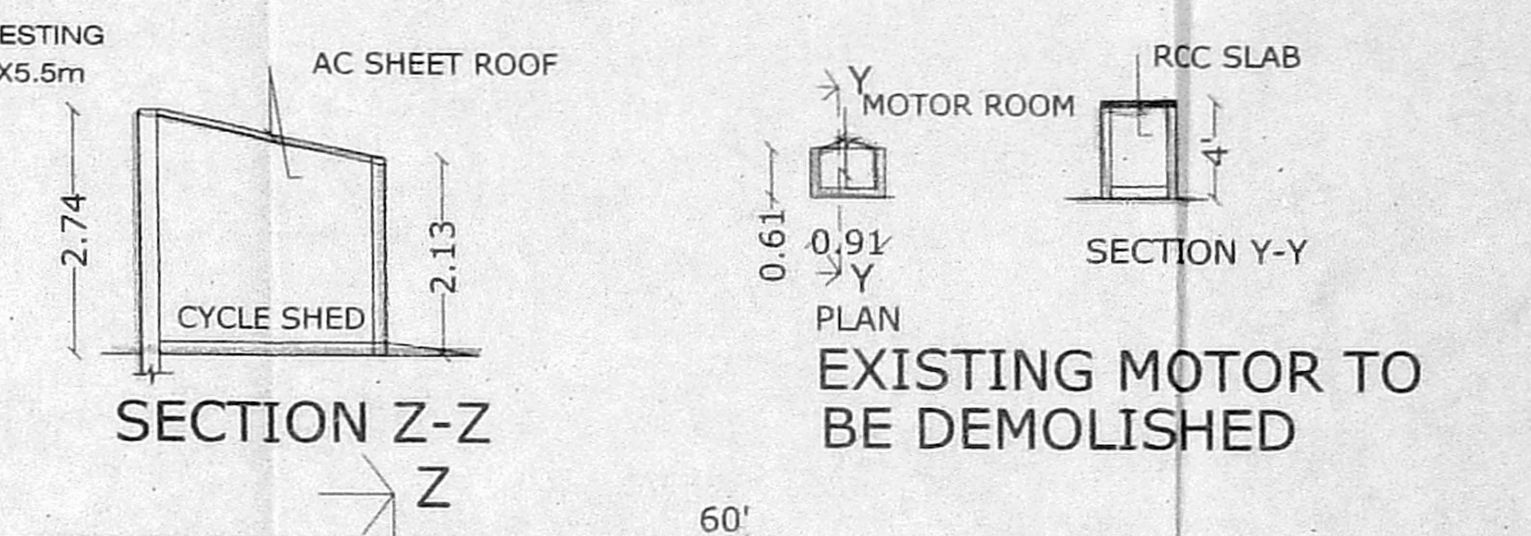 ESTING
X5.5m
AC SHEET ROOF
2.74
2.13
CYCLE SHED
SECTION Z-Z
Z
Y
MOTOR ROOM
0.61
0.91
Y
PLAN
RCC SLAB
4'
SECTION Y-Y
EXISTING MOTOR TO
BE DEMOLISHED
60'